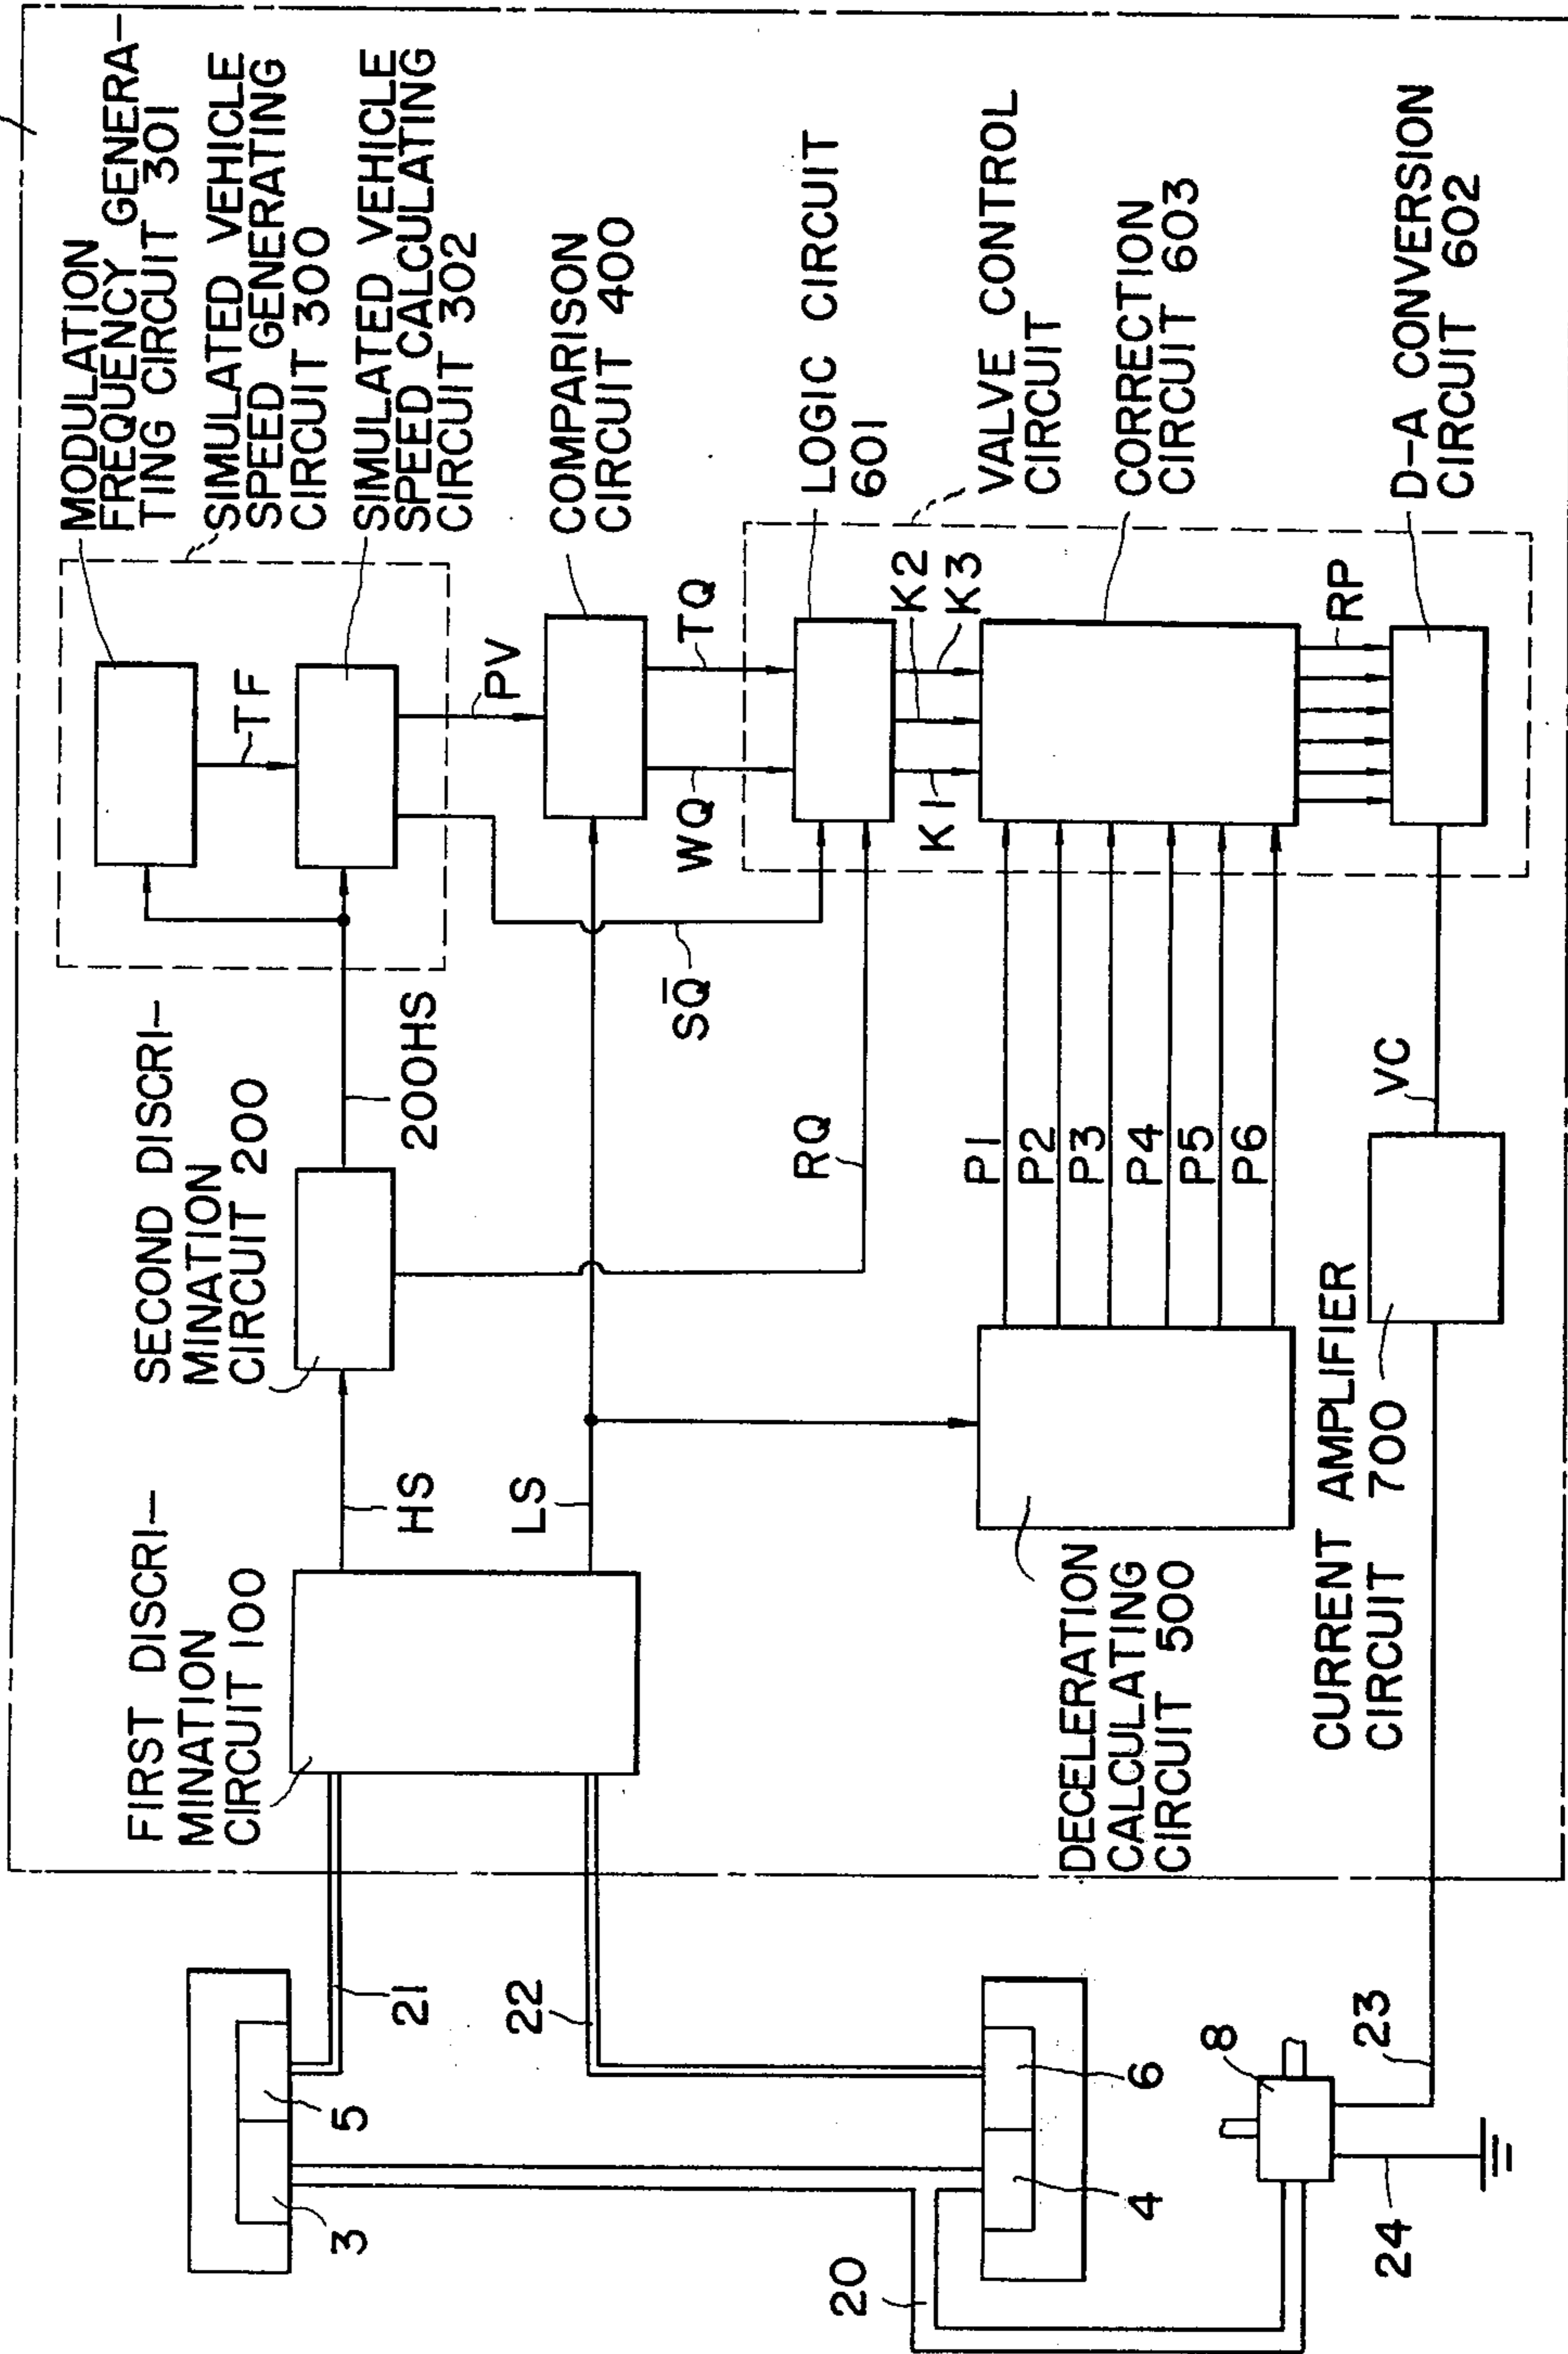 MODULATION
FREQUENCY GENERA-
TING CIRCUIT 301
SIMULATED VEHICLE
SPEED GENERATING
CIRCUIT 300
SIMULATED VEHICLE
SPEED CALCULATING
CIRCUIT 302
COMPARISON
CIRCUIT 400
LOGIC CIRCUIT
601
VALVE CONTROL
CIRCUIT
CORRECTION
CIRCUIT 603
D-A CONVERSION
CIRCUIT 602
TF
PV
TQ
WQ
K2
K3
K1
RP
SQ̄
SECOND DISCRI-
MINATION
CIRCUIT 200
200HS
RQ
P1
P2
P3
P4
P5
P6
VC
FIRST DISCRI-
MINATION
CIRCUIT 100
HS
LS
DECELERATION
CALCULATING
CIRCUIT 500
CURRENT AMPLIFIER
CIRCUIT 700
21
22
5
3
6
4
8
23
20
24